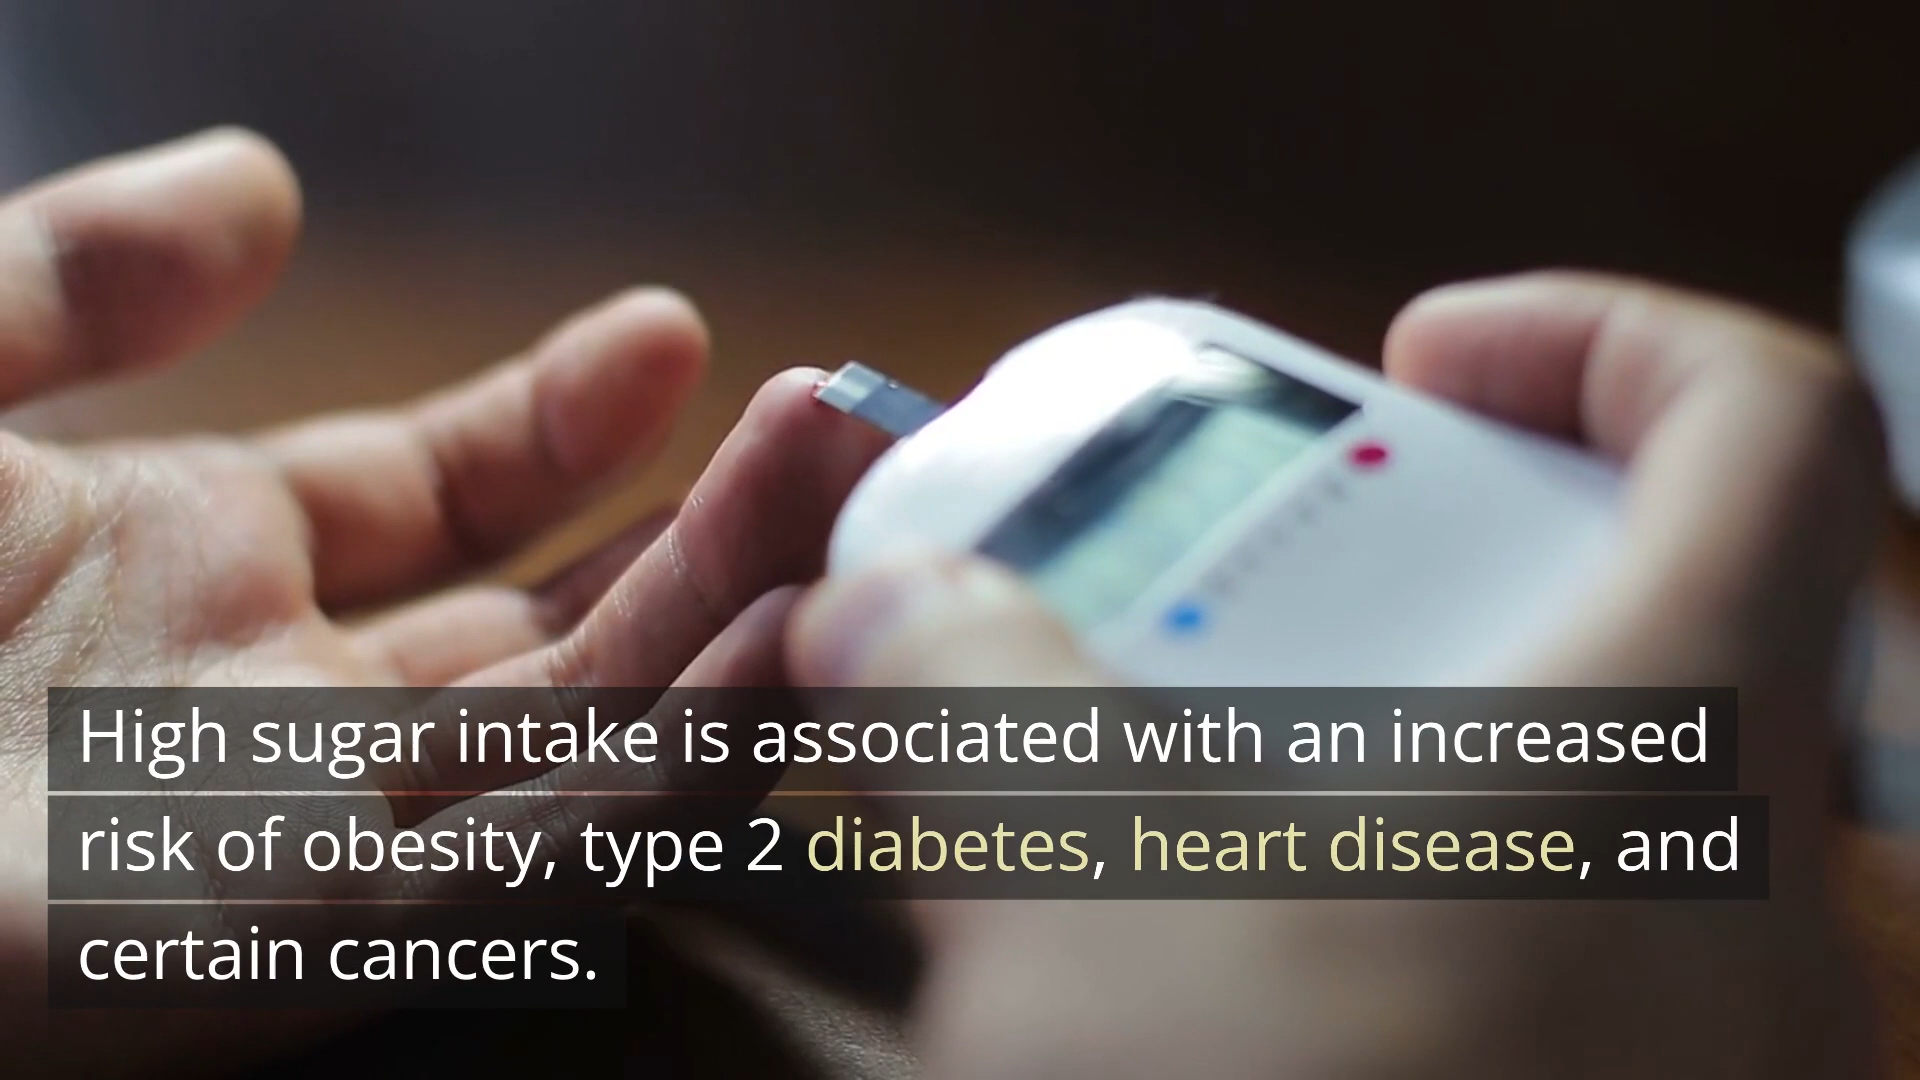 High sugar intake is associated with an increased
risk of obesity, type 2 diabetes, heart disease, and
certain cancers.